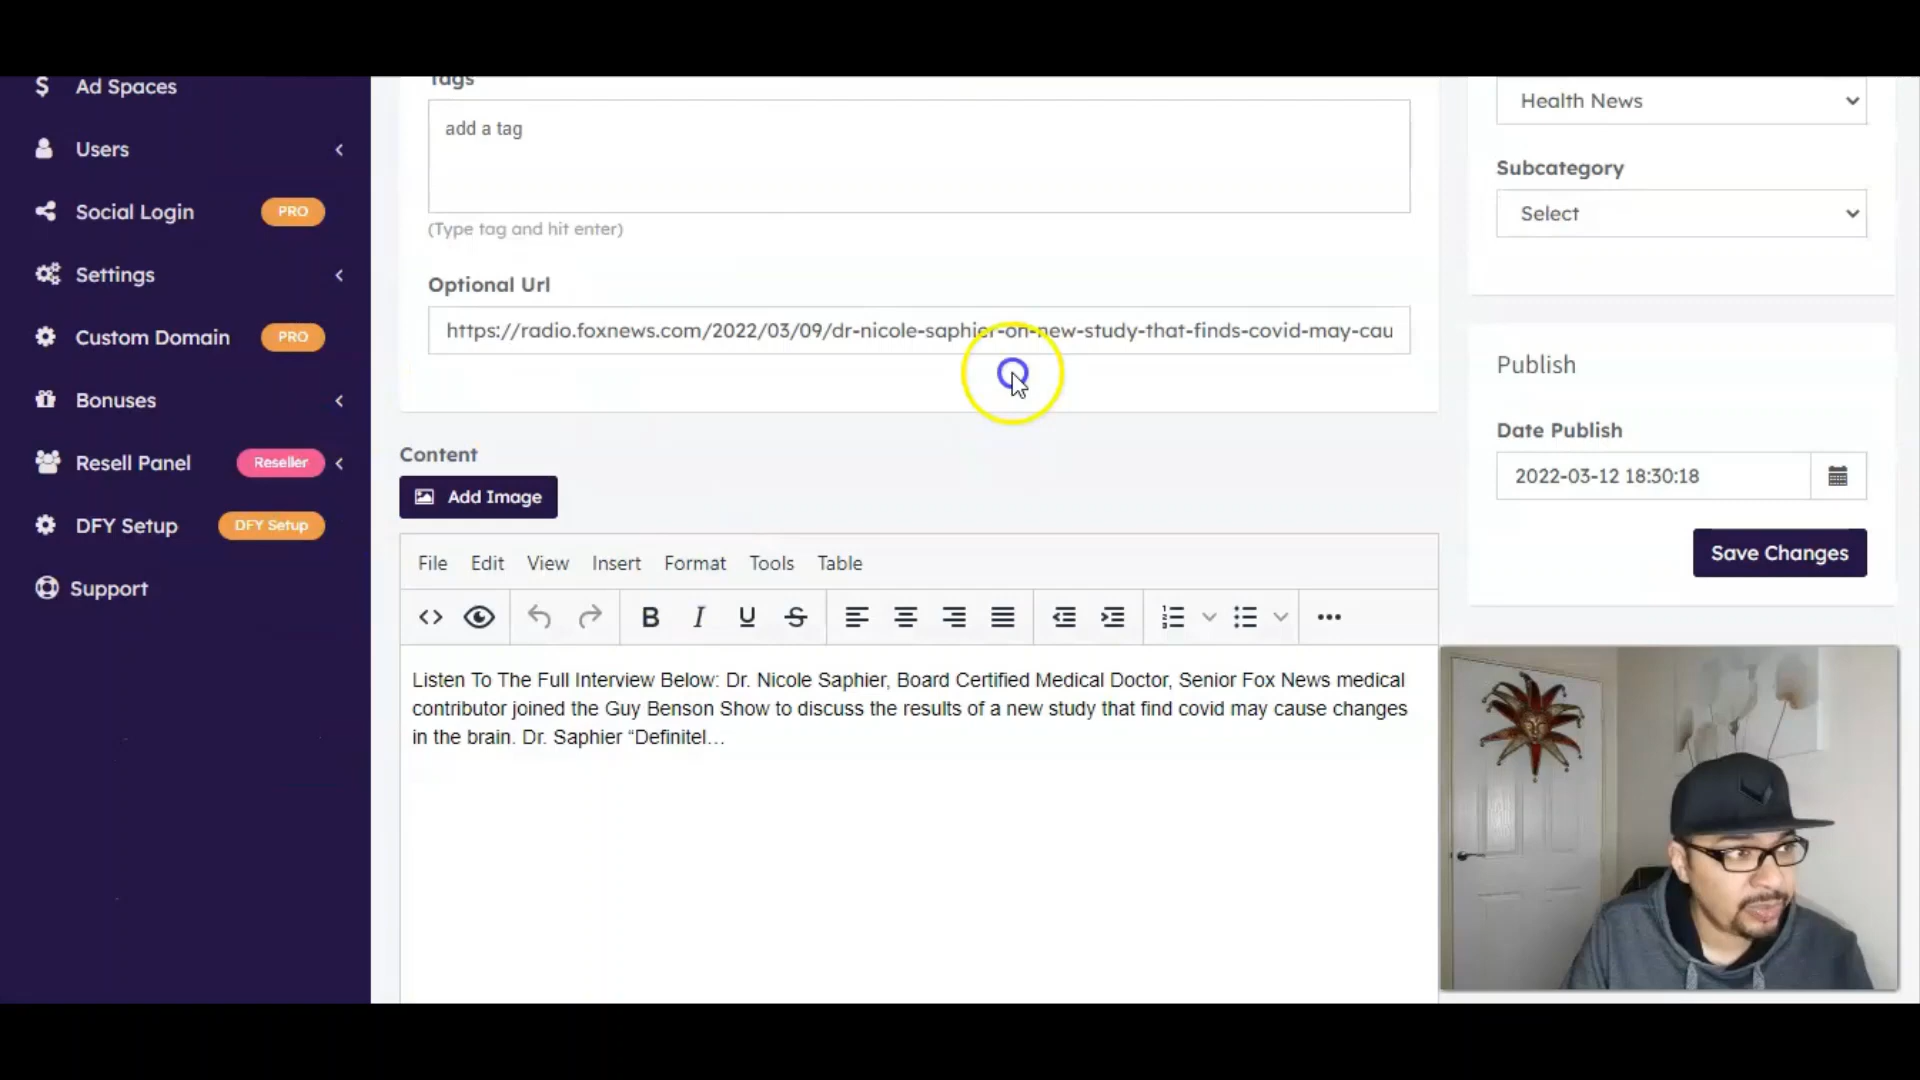 Ad Spaces
Users
Social Login PRO
Settings
Custom Domain PRO
Bonuses
Resell Panel Reseller
DFY Setup DFY Setup
Support
Tags
add a tag
(Type tag and hit enter)
Optional Url
https://radio.foxnews.com/2022/03/09/dr-nicole-saphier-on-new-study-that-finds-covid-may-cau
Content
Add Image
File Edit View Insert Format Tools Table
Listen To The Full Interview Below: Dr. Nicole Saphier, Board Certified Medical Doctor, Senior Fox News medical
contributor joined the Guy Benson Show to discuss the results of a new study that find covid may cause changes
in the brain. Dr. Saphier “Definitel…
Health News
Subcategory
Select
Publish
Date Publish
2022-03-12 18:30:18
Save Changes